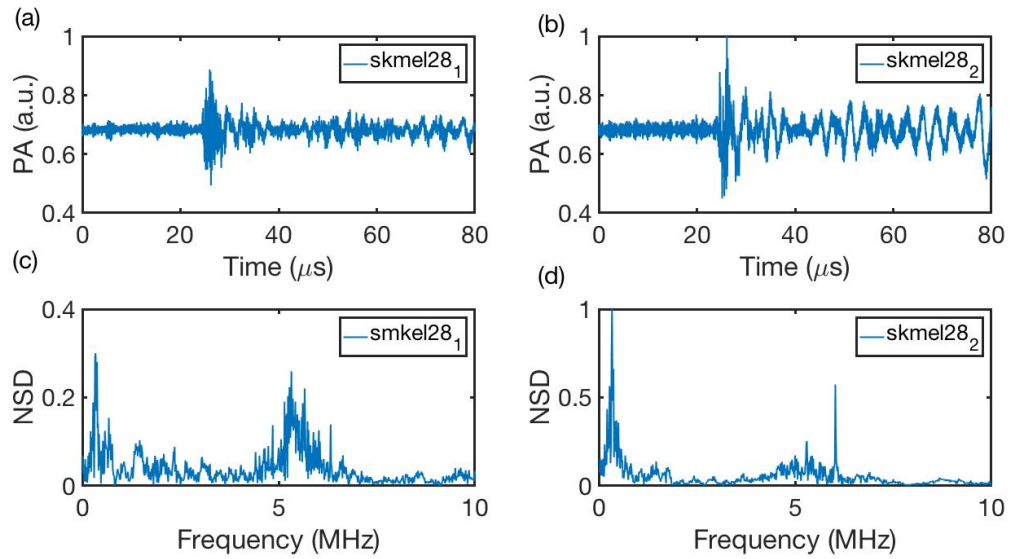 (a)
1
0.8
0.6
0.4
PA (a.u.)
skmel28₁
0 20 40 60 80
Time (μs)
(b)
1
0.8
0.6
0.4
PA (a.u.)
skmel28₂
0 20 40 60 80
Time (μs)
(c)
0.4
0.2
0
NSD
smkel28₁
0 5 10
Frequency (MHz)
(d)
1
0.5
0
NSD
skmel28₂
0 5 10
Frequency (MHz)